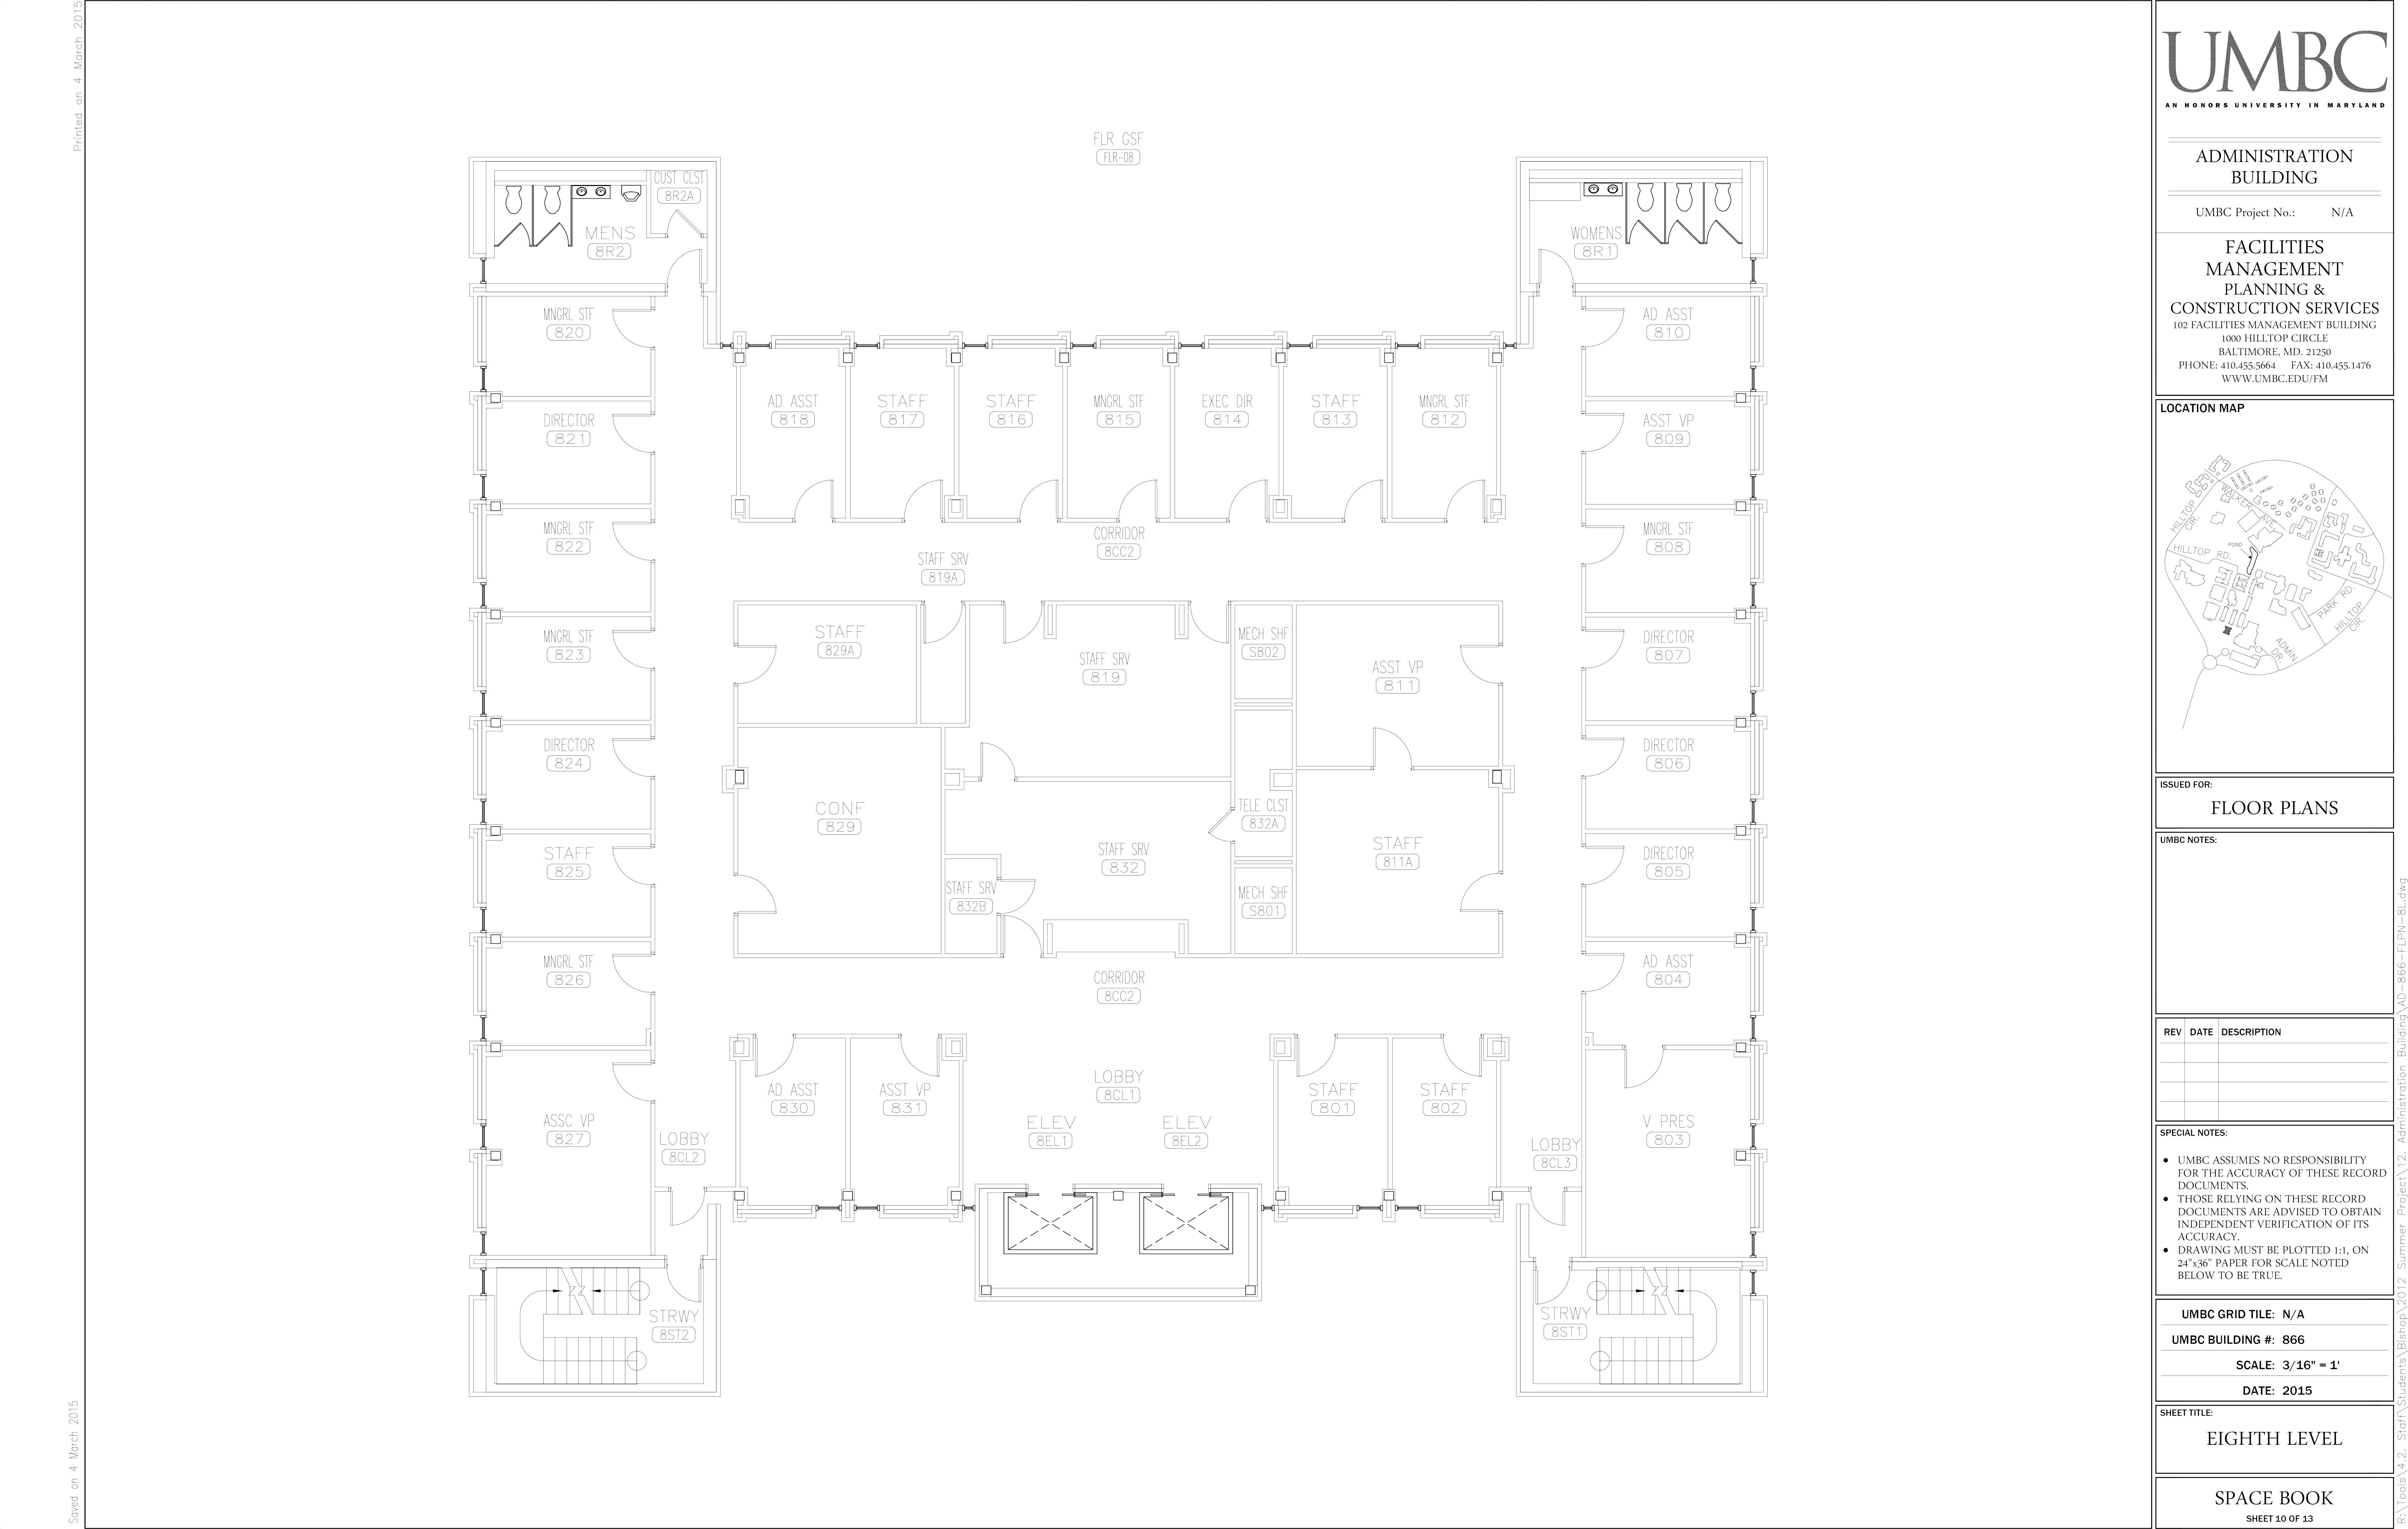 Printed on 4 March 2015
Saved on 4 March 2015
FLR GSF
FLR-08
CUST CLST
8R2A
MENS
8R2
WOMENS
8R1
MNGRL STF
820
AD ASST
810
DIRECTOR
821
AD ASST
818
STAFF
817
STAFF
816
MNGRL STF
815
EXEC DIR
814
STAFF
813
MNGRL STF
812
ASST VP
809
MNGRL STF
822
CORRIDOR
8CC2
STAFF SRV
819A
MNGRL STF
808
MNGRL STF
823
STAFF
829A
STAFF SRV
819
MECH SHF
S802
ASST VP
811
DIRECTOR
807
DIRECTOR
824
DIRECTOR
806
CONF
829
TELE CLST
832A
STAFF
825
STAFF SRV
832
STAFF
811A
DIRECTOR
805
STAFF SRV
832B
MECH SHF
S801
MNGRL STF
826
CORRIDOR
8CC2
AD ASST
804
AD ASST
830
ASST VP
831
LOBBY
8CL1
STAFF
801
STAFF
802
ASSC VP
827
LOBBY
8CL2
ELEV
8EL1
ELEV
8EL2
LOBBY
8CL3
V PRES
803
STRWY
8ST2
STRWY
8ST1
UMBC
AN HONORS UNIVERSITY IN MARYLAND
ADMINISTRATION
BUILDING
UMBC Project No.: N/A
FACILITIES
MANAGEMENT
PLANNING &
CONSTRUCTION SERVICES
102 FACILITIES MANAGEMENT BUILDING
1000 HILLTOP CIRCLE
BALTIMORE, MD. 21250
PHONE: 410.455.5664 FAX: 410.455.1476
WWW.UMBC.EDU/FM
LOCATION MAP
HILLTOP
CIR.
WALKER AVE.
POND
HILLTOP RD.
PARK RD.
HILLTOP
CIR.
ADMIN
DR.
ISSUED FOR:
FLOOR PLANS
UMBC NOTES:
REV DATE DESCRIPTION
SPECIAL NOTES:
● UMBC ASSUMES NO RESPONSIBILITY
FOR THE ACCURACY OF THESE RECORD
DOCUMENTS.
● THOSE RELYING ON THESE RECORD
DOCUMENTS ARE ADVISED TO OBTAIN
INDEPENDENT VERIFICATION OF ITS
ACCURACY.
● DRAWING MUST BE PLOTTED 1:1, ON
24"x36" PAPER FOR SCALE NOTED
BELOW TO BE TRUE.
UMBC GRID TILE: N/A
UMBC BUILDING #: 866
SCALE: 3/16" = 1'
DATE: 2015
SHEET TITLE:
EIGHTH LEVEL
SPACE BOOK
SHEET 10 OF 13
R:\Tools\4.2. Staff\Students\Bishop\2012 Summer Project\12. Administration Building\AD-866-FLPN-8L.dwg